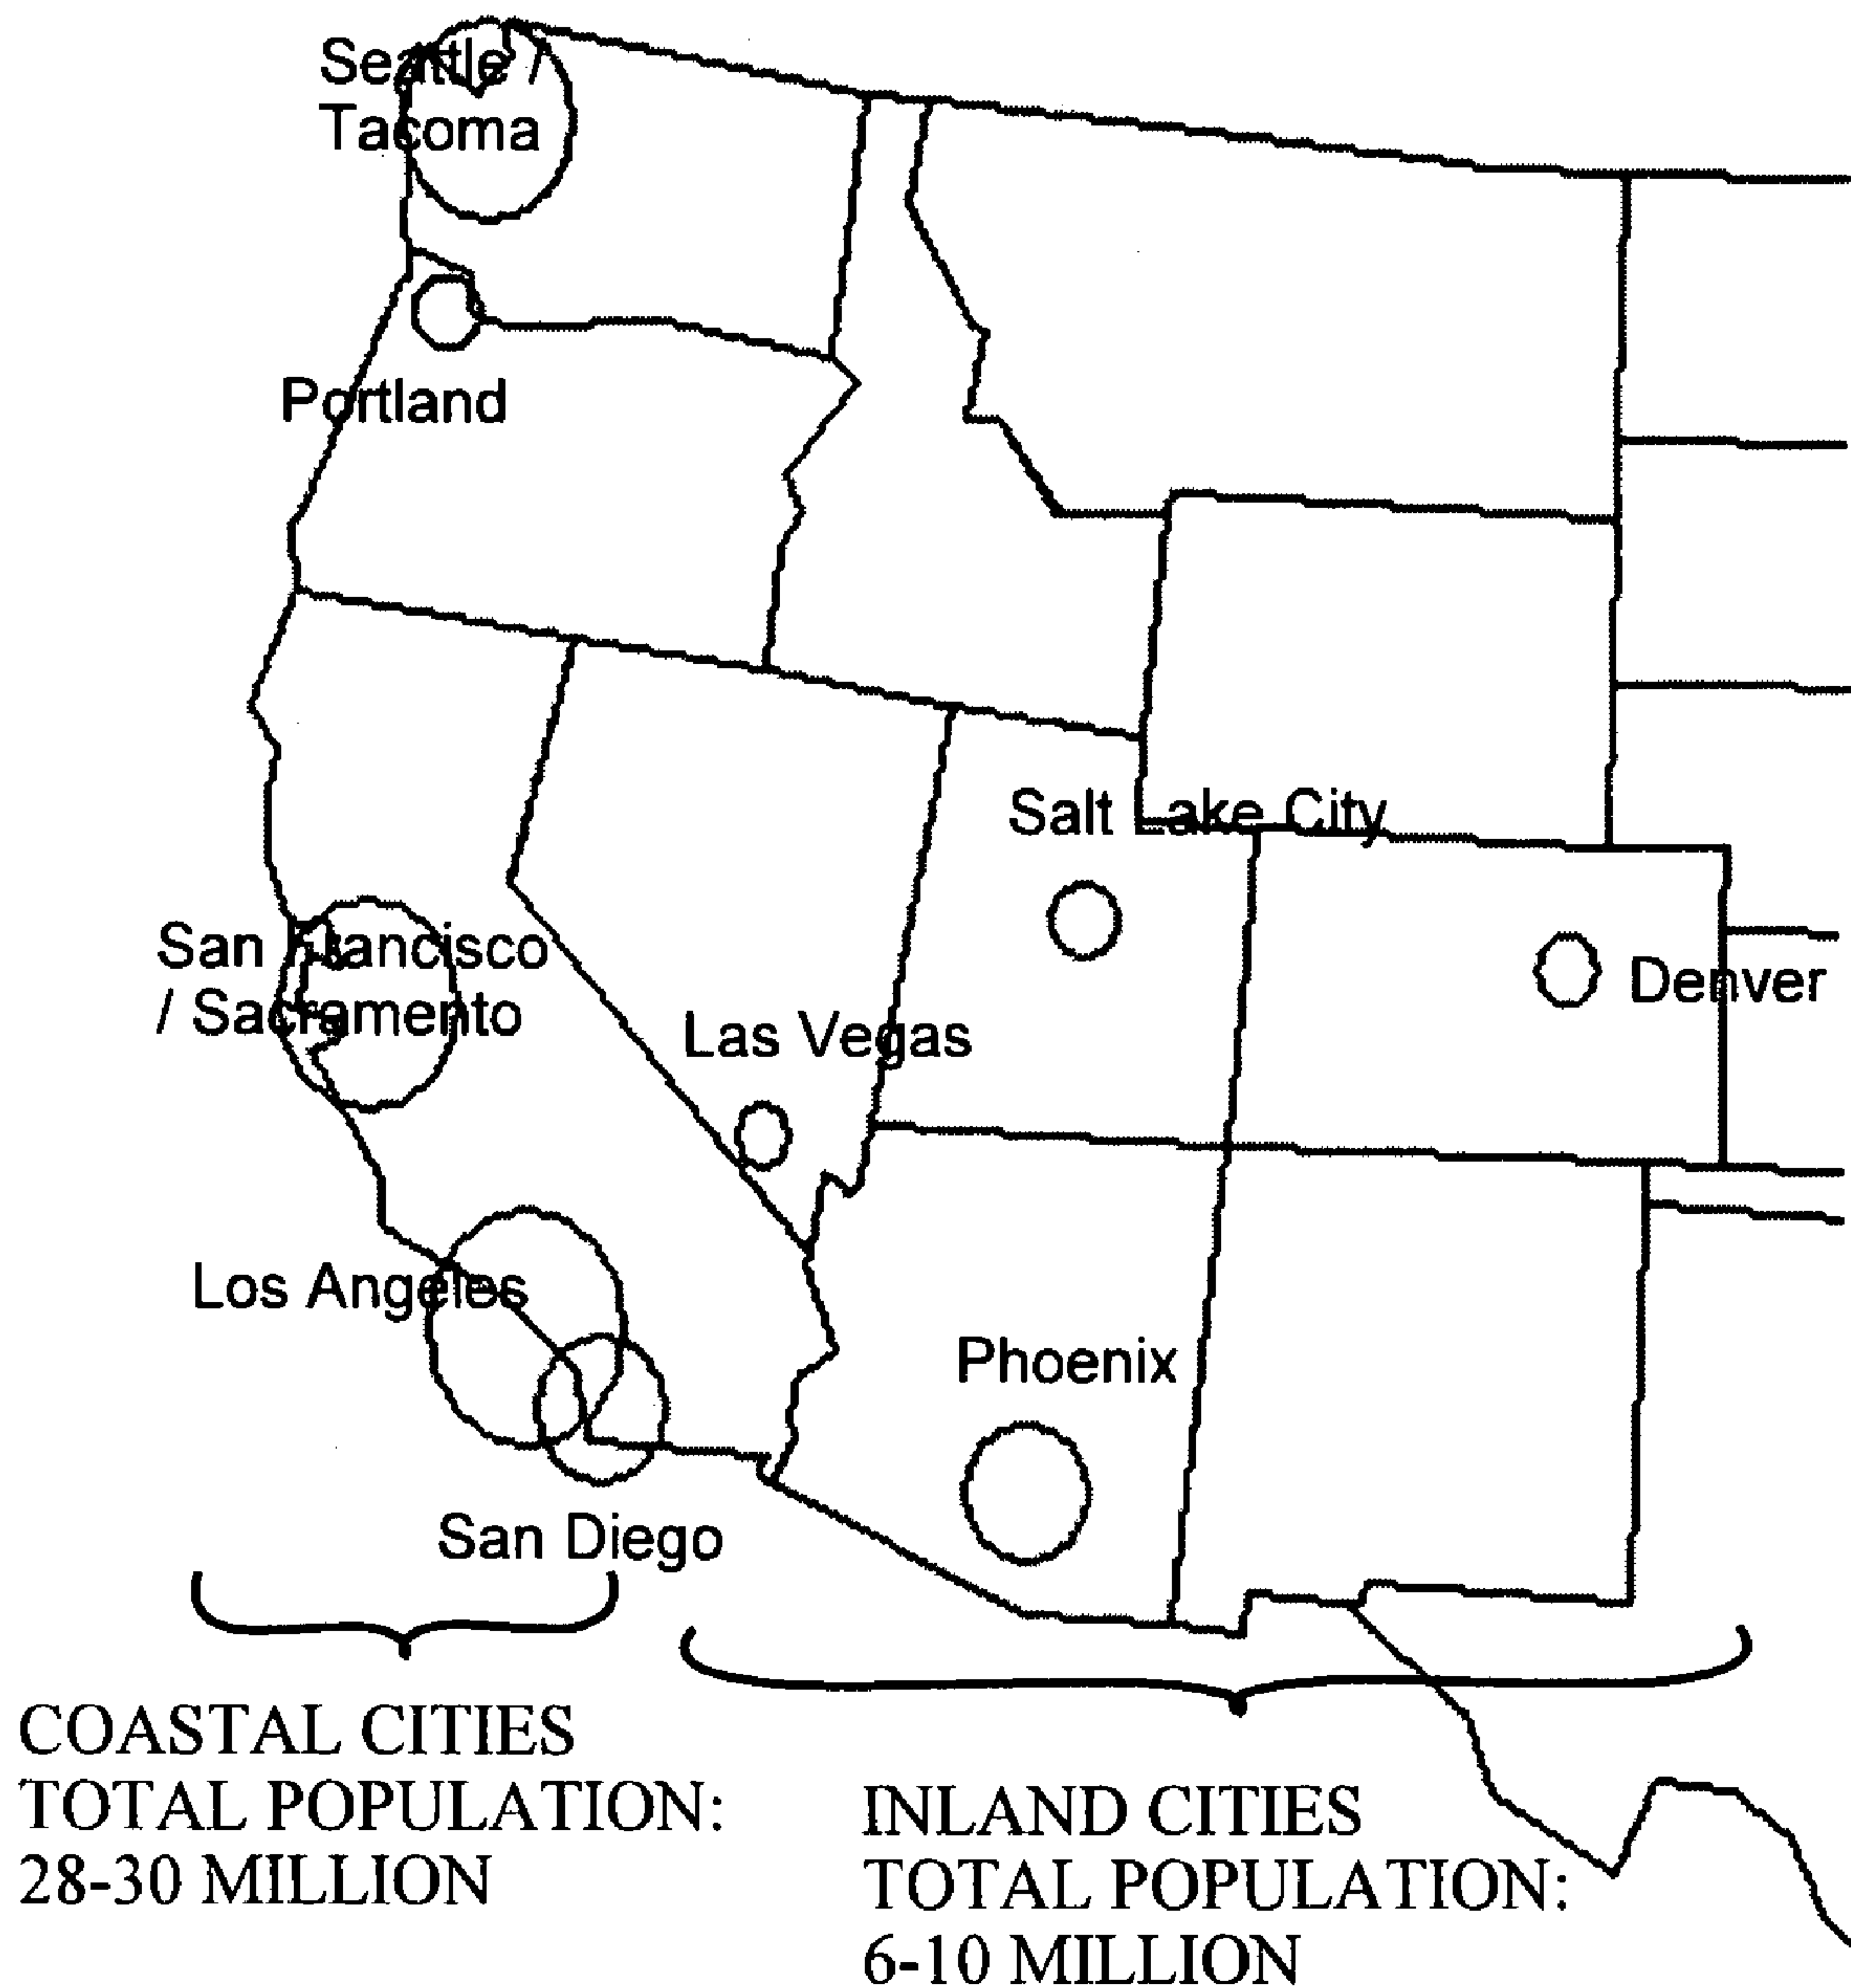 Seattle /
Tacoma
Portland
Salt Lake City
San Francisco
/ Sacramento
Denver
Las Vegas
Los Angeles
Phoenix
San Diego
COASTAL CITIES
TOTAL POPULATION:
28-30 MILLION
INLAND CITIES
TOTAL POPULATION:
6-10 MILLION